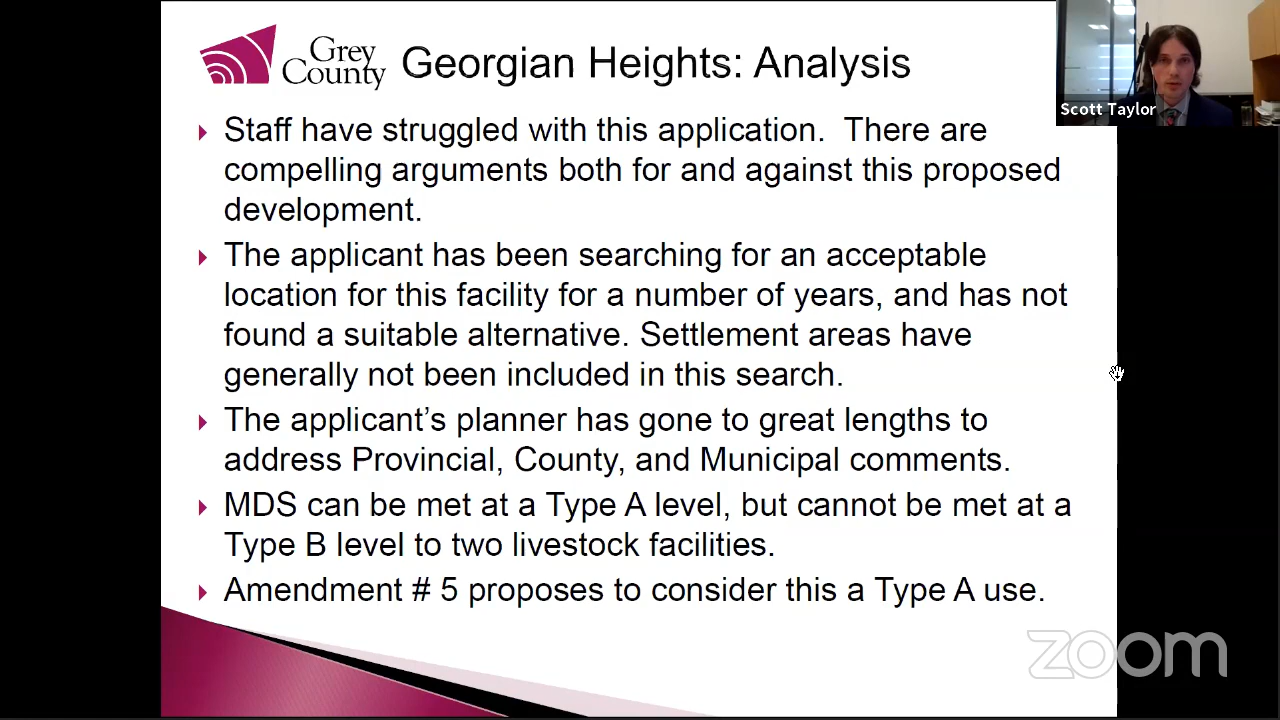 Grey
County
Georgian Heights: Analysis
Scott Taylor
Staff have struggled with this application.  There are
compelling arguments both for and against this proposed
development.
The applicant has been searching for an acceptable
location for this facility for a number of years, and has not
found a suitable alternative. Settlement areas have
generally not been included in this search.
The applicant’s planner has gone to great lengths to
address Provincial, County, and Municipal comments.
MDS can be met at a Type A level, but cannot be met at a
Type B level to two livestock facilities.
Amendment # 5 proposes to consider this a Type A use.
zoom